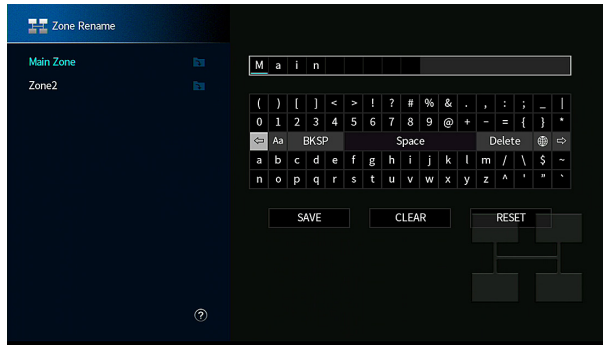 Zone Rename
Main Zone
Zone2
Main
( ) [ ] < > ! ? # % & . , : ; _ |
0 1 2 3 4 5 6 7 8 9 @ + - = { } *
⇦ Aa BKSP Space Delete ⇨
a b c d e f g h i j k l m / \ $ ~
n o p q r s t u v w x y z ^ ' " `
SAVE CLEAR RESET
?